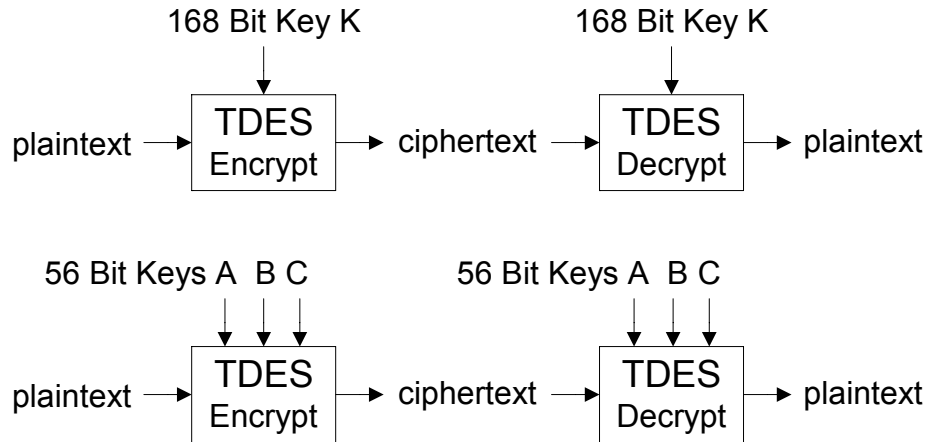 168 Bit Key K 168 Bit Key K
plaintext TDES Encrypt ciphertext TDES Decrypt plaintext
56 Bit Keys A B C 56 Bit Keys A B C
plaintext TDES Encrypt ciphertext TDES Decrypt plaintext